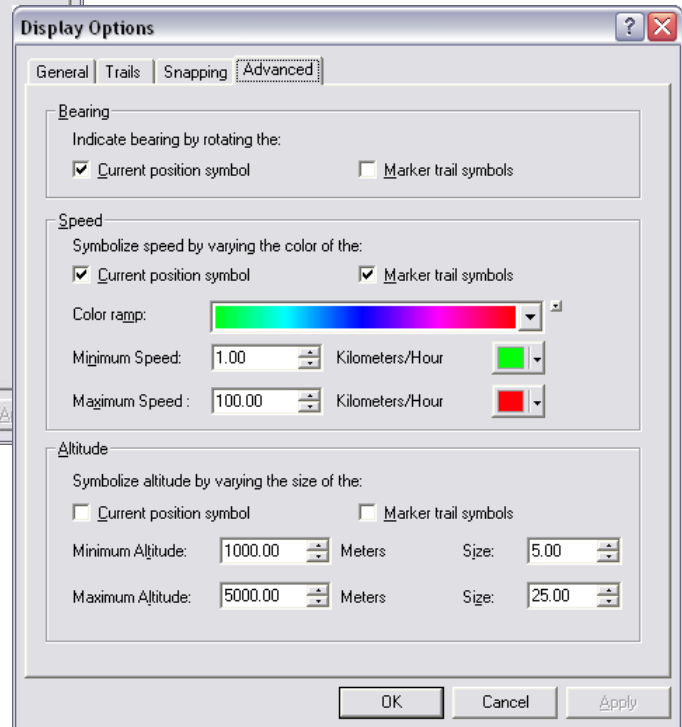 Display Options
General Trails Snapping Advanced
Bearing
Indicate bearing by rotating the:
Current position symbol Marker trail symbols
Speed
Symbolize speed by varying the color of the:
Current position symbol Marker trail symbols
Color ramp:
Minimum Speed: 1.00 Kilometers/Hour
Maximum Speed : 100.00 Kilometers/Hour
Altitude
Symbolize altitude by varying the size of the:
Current position symbol Marker trail symbols
Minimum Altitude: 1000.00 Meters Size: 5.00
Maximum Altitude: 5000.00 Meters Size: 25.00
OK Cancel Apply